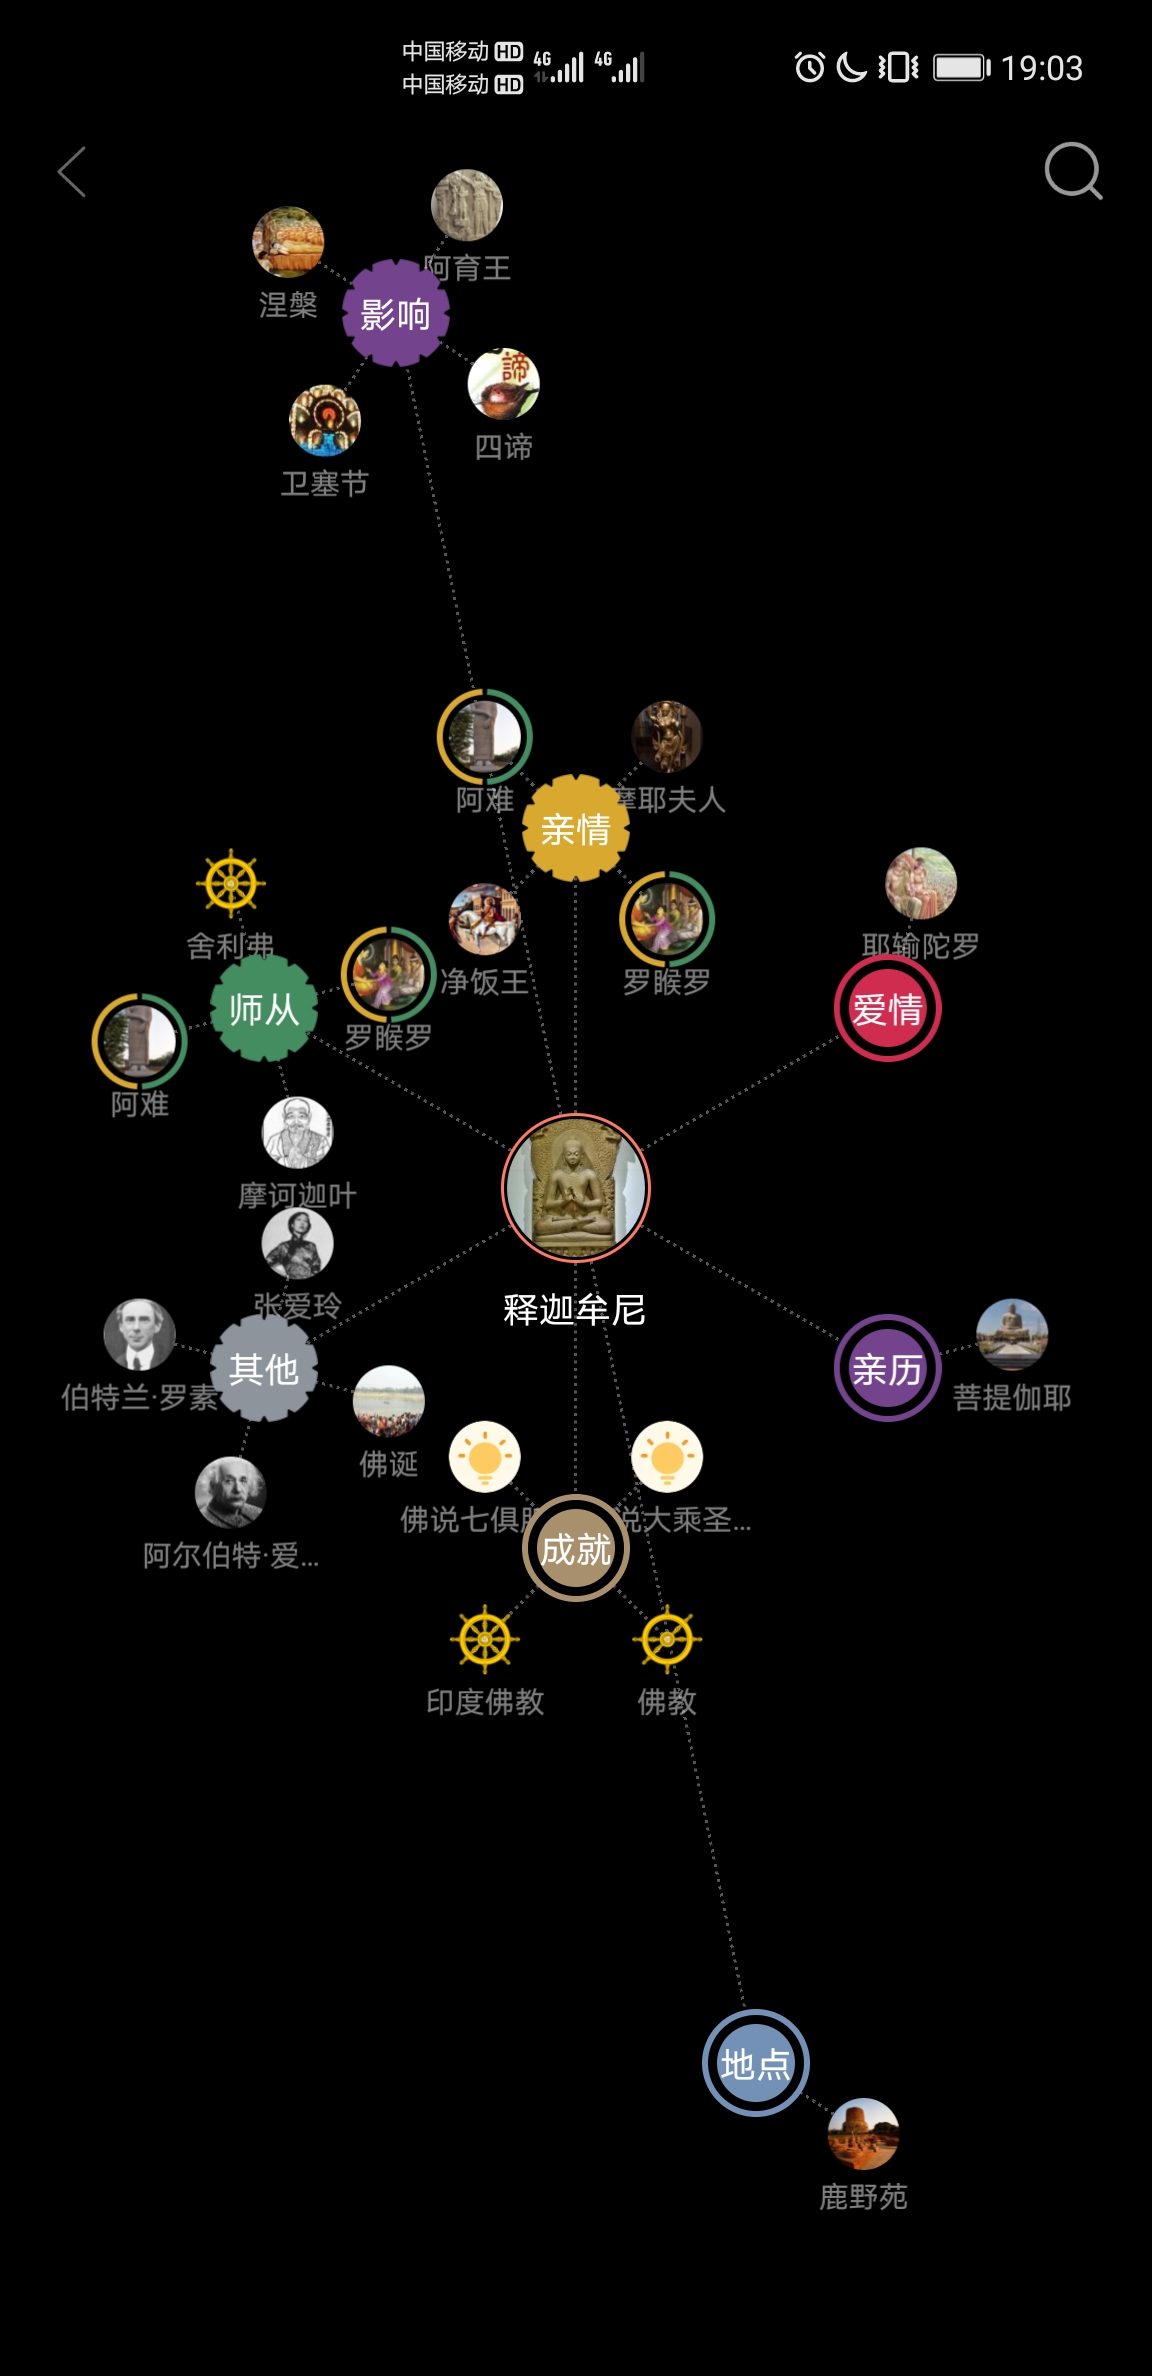 中国移动 HD
中国移动 HD
4G
4G
19:03
阿育王
涅槃
影响
諦
四谛
卫塞节
阿难
摩耶夫人
亲情
舍利弗
耶输陀罗
净饭王
罗睺罗
师从
爱情
罗睺罗
阿难
摩诃迦叶
张爱玲
释迦牟尼
其他
亲历
伯特兰·罗素
菩提伽耶
佛诞
佛说七俱
说大乘圣...
成就
阿尔伯特·爱...
印度佛教
佛教
地点
鹿野苑